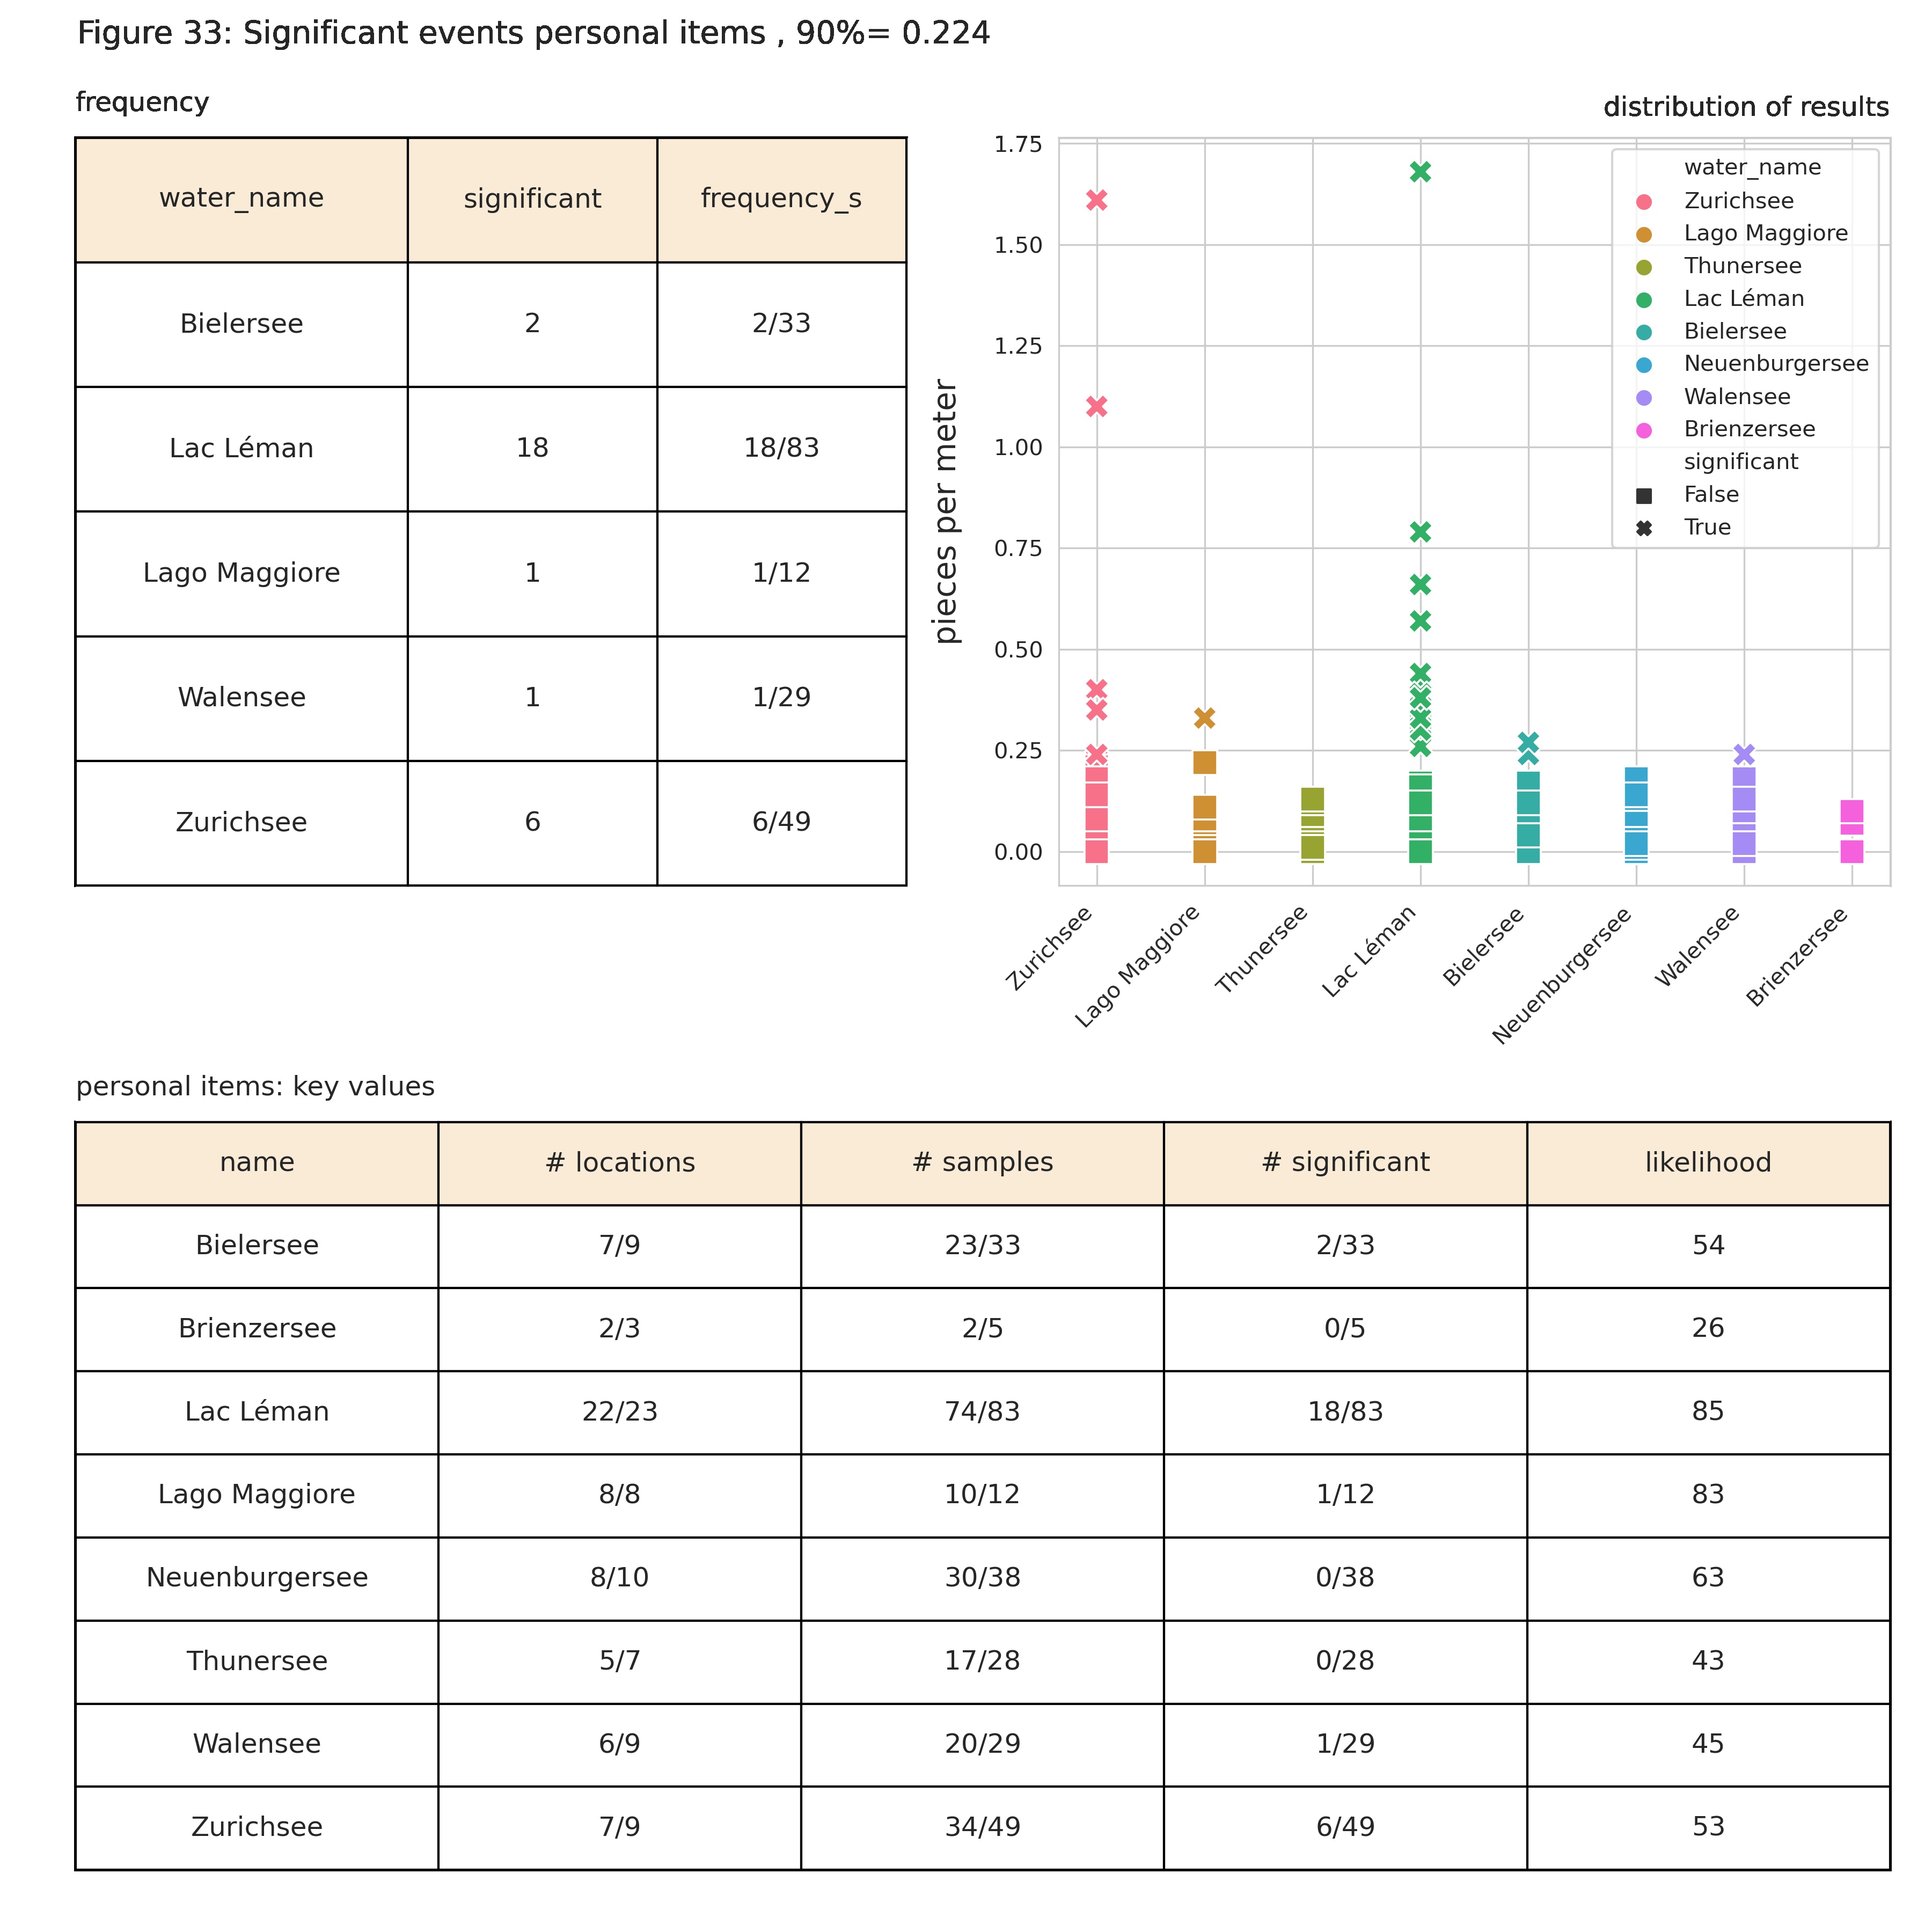 Figure 33: Significant events personal items , 90%= 0.224
frequency
water_name significant frequency_s
Bielersee 2 2/33
Lac Léman 18 18/83
Lago Maggiore 1 1/12
Walensee 1 1/29
Zurichsee 6 6/49
distribution of results
pieces per meter
1.75
1.50
1.25
1.00
0.75
0.50
0.25
0.00
water_name
Zurichsee
Lago Maggiore
Thunersee
Lac Léman
Bielersee
Neuenburgersee
Walensee
Brienzersee
significant
False
True
Zurichsee
Lago Maggiore
Thunersee
Lac Léman
Bielersee
Neuenburgersee
Walensee
Brienzersee
personal items: key values
name # locations # samples # significant likelihood
Bielersee 7/9 23/33 2/33 54
Brienzersee 2/3 2/5 0/5 26
Lac Léman 22/23 74/83 18/83 85
Lago Maggiore 8/8 10/12 1/12 83
Neuenburgersee 8/10 30/38 0/38 63
Thunersee 5/7 17/28 0/28 43
Walensee 6/9 20/29 1/29 45
Zurichsee 7/9 34/49 6/49 53